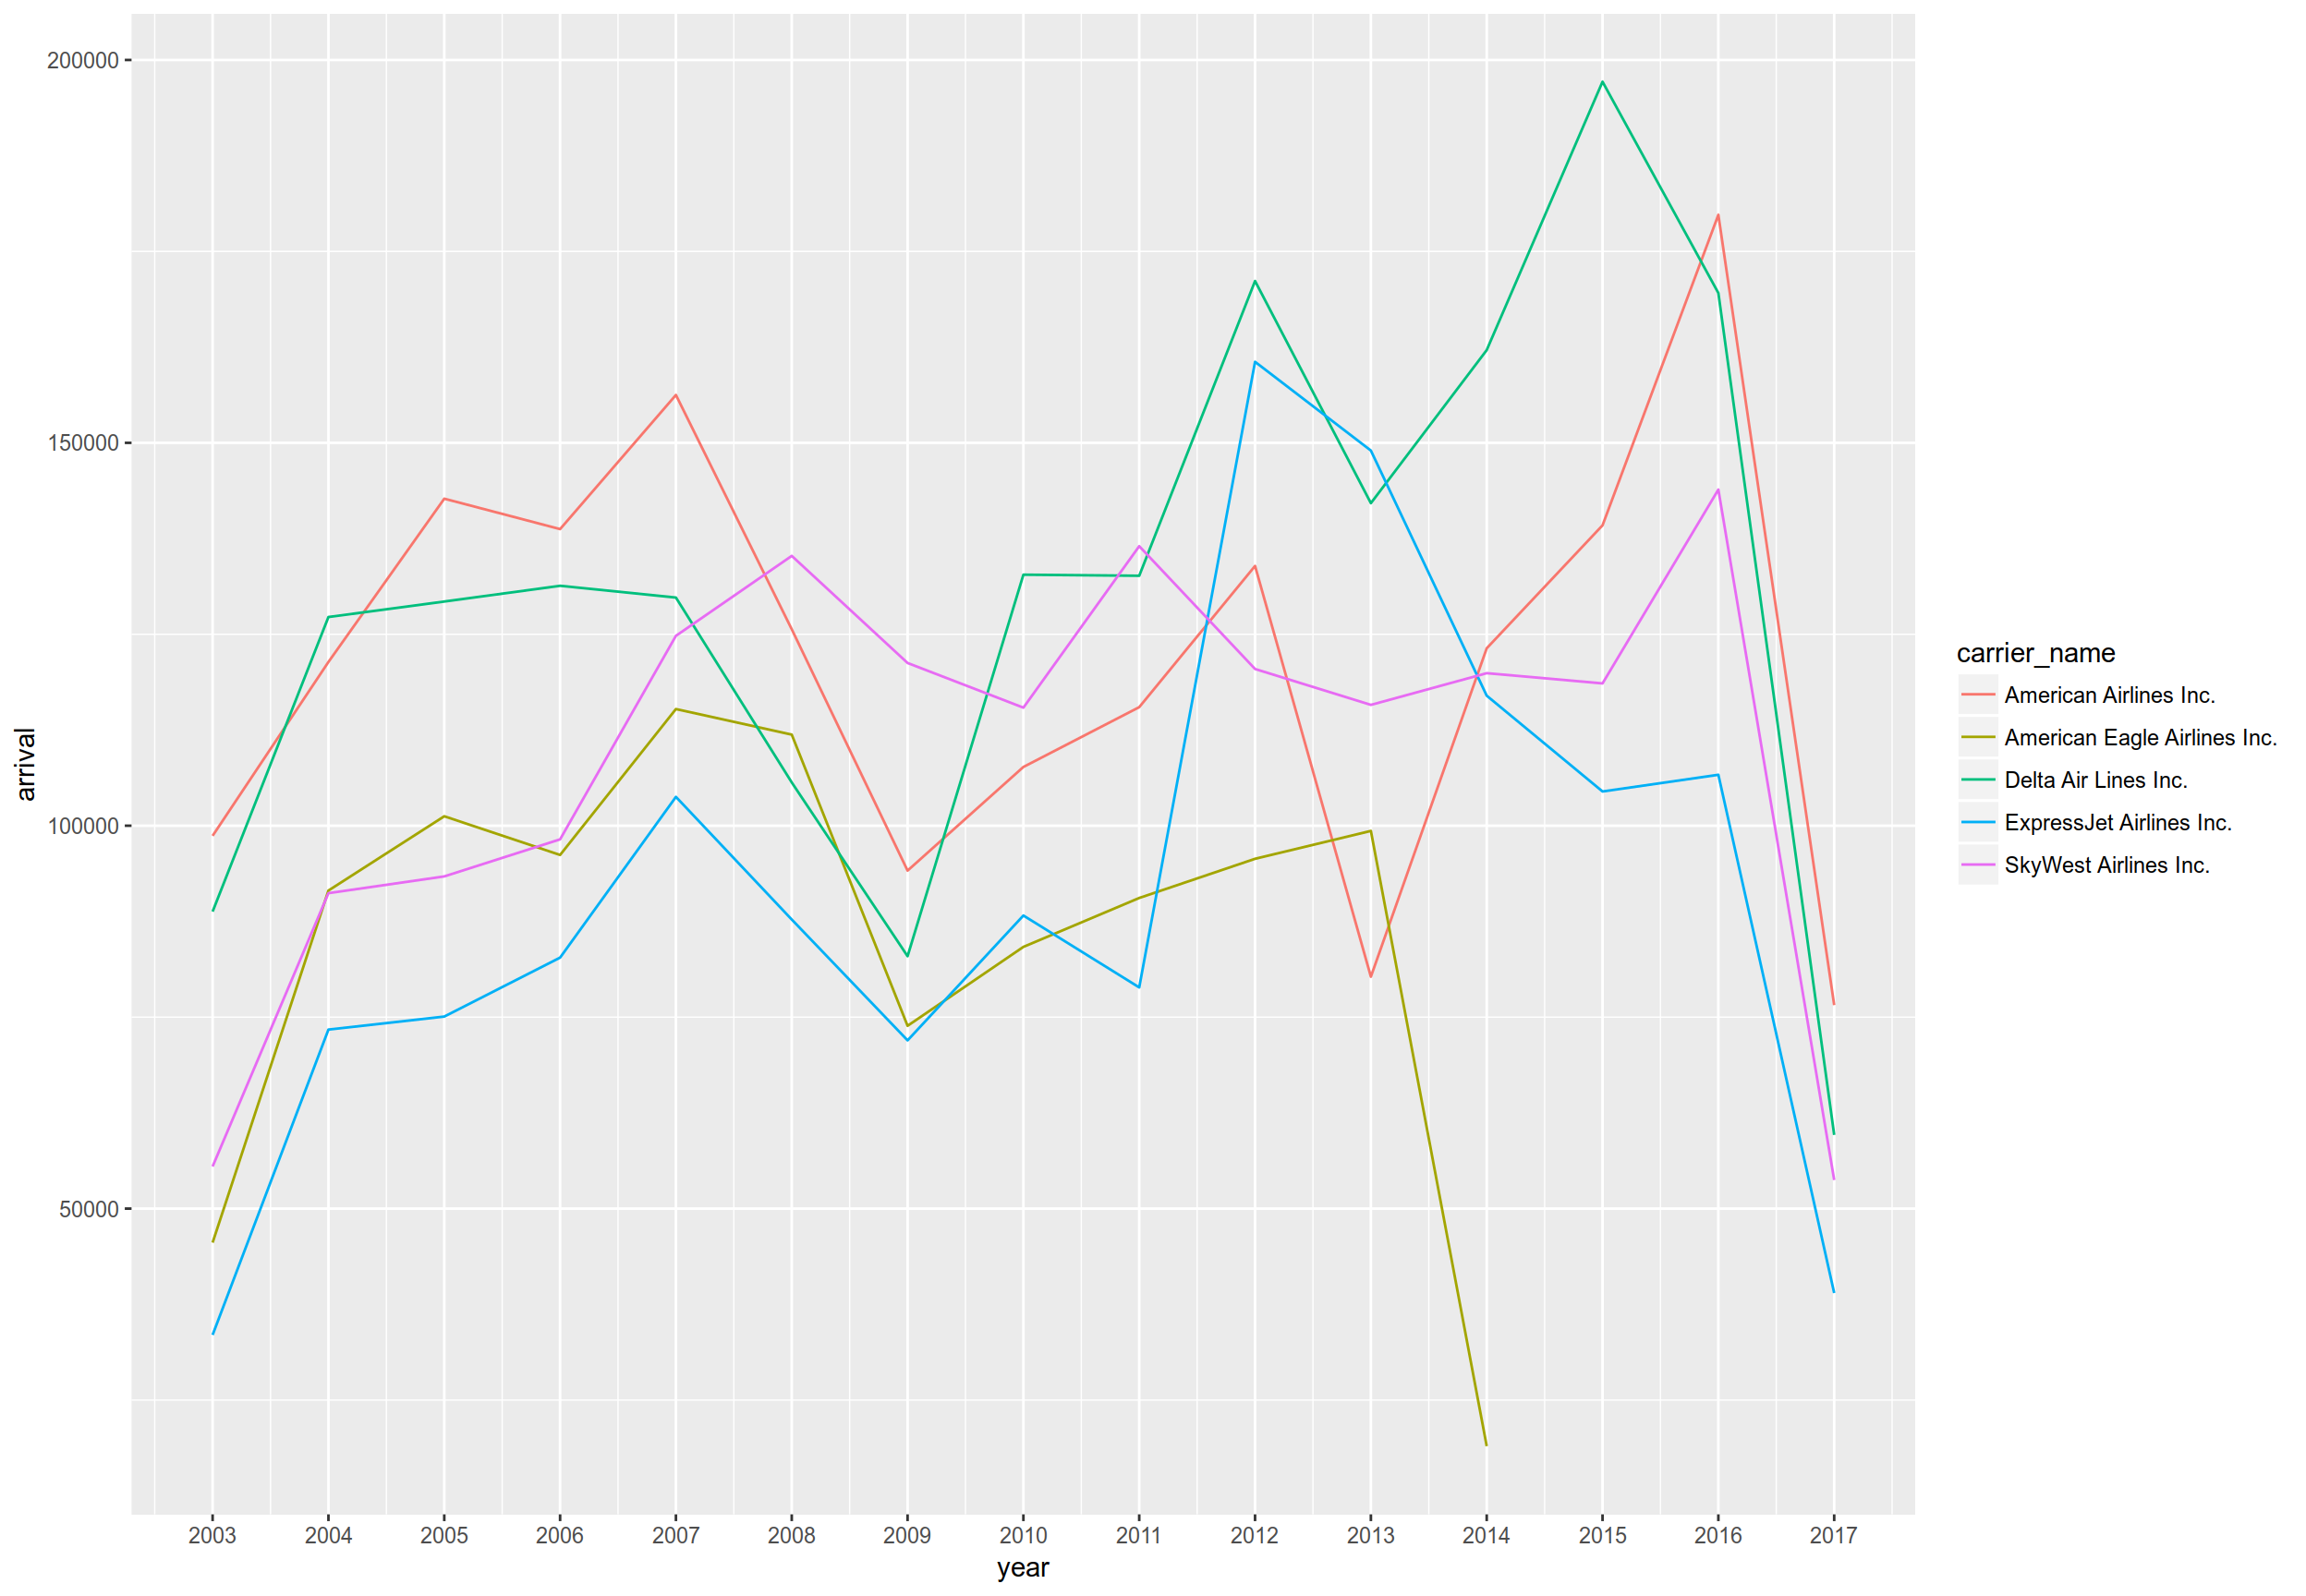 200000
150000
100000
50000
arrival
2003 2004 2005 2006 2007 2008 2009 2010 2011 2012 2013 2014 2015 2016 2017
year
carrier_name
American Airlines Inc.
American Eagle Airlines Inc.
Delta Air Lines Inc.
ExpressJet Airlines Inc.
SkyWest Airlines Inc.